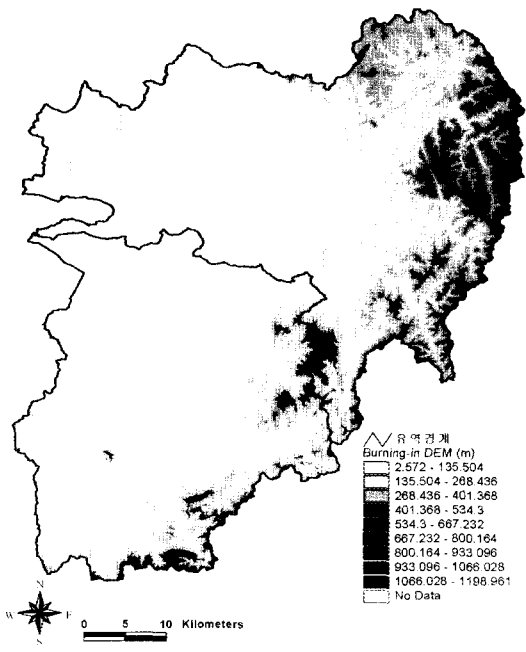 유역경계
Burning-in DEM (m)
2.572 - 135.504
135.504 - 268.436
268.436 - 401.368
401.368 - 534.3
534.3 - 667.232
667.232 - 800.164
800.164 - 933.096
933.096 - 1066.028
1066.028 - 1198.961
No Data
N
W E
S
0 5 10 Kilometers